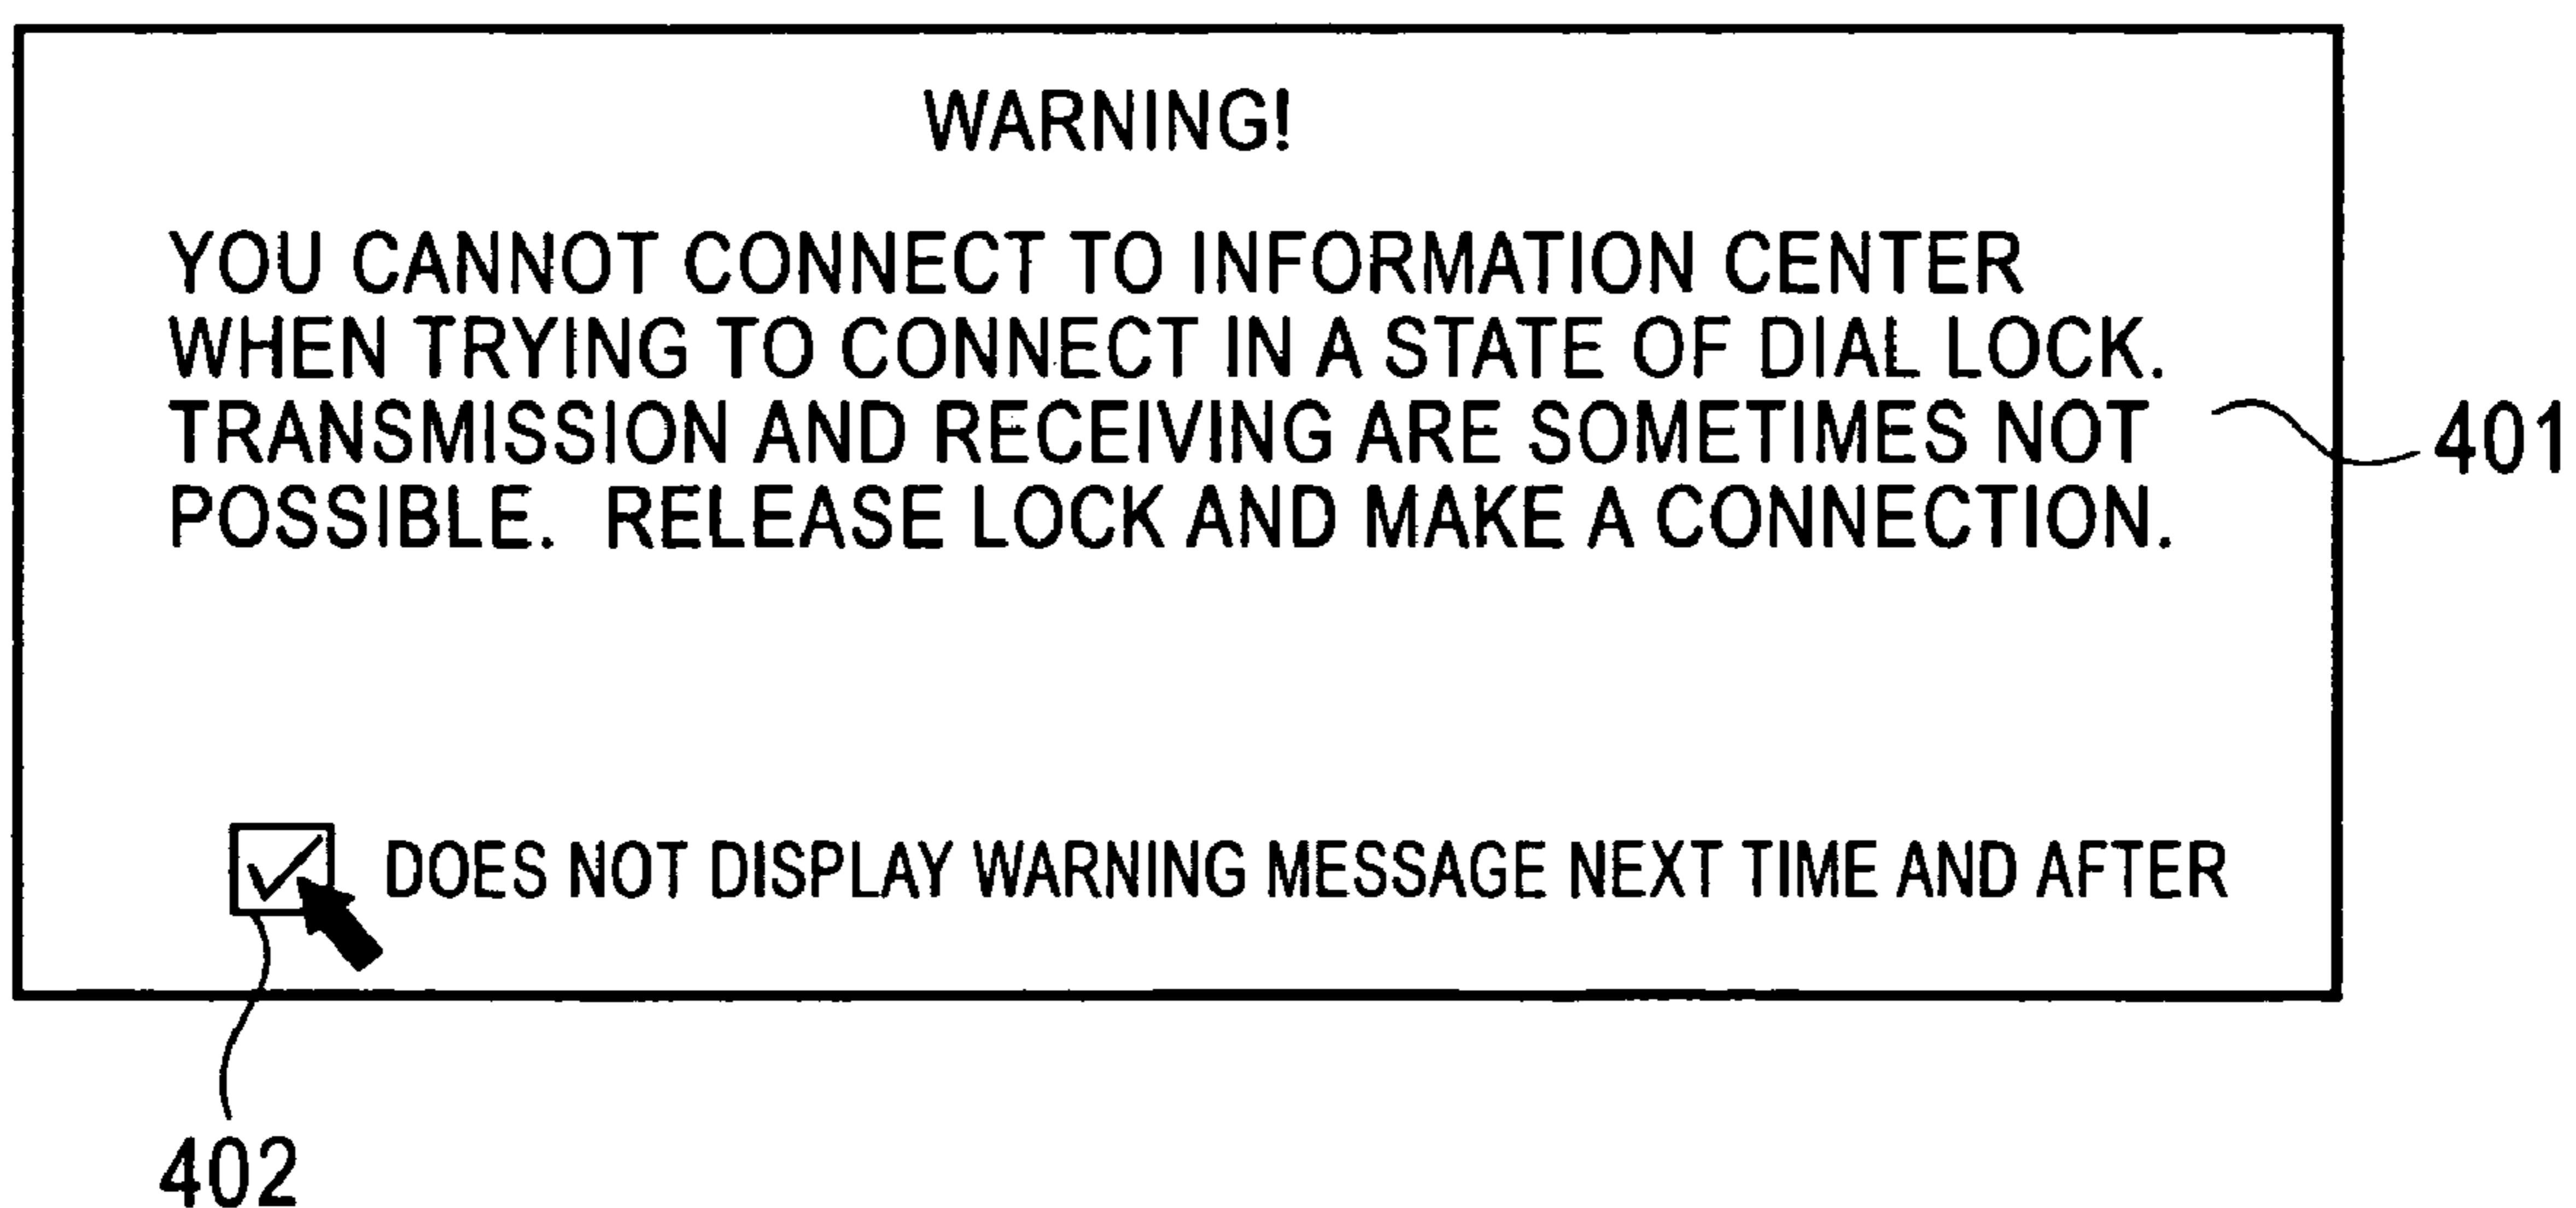 WARNING!
YOU CANNOT CONNECT TO INFORMATION CENTER
WHEN TRYING TO CONNECT IN A STATE OF DIAL LOCK.
TRANSMISSION AND RECEIVING ARE SOMETIMES NOT
POSSIBLE. RELEASE LOCK AND MAKE A CONNECTION.
401
DOES NOT DISPLAY WARNING MESSAGE NEXT TIME AND AFTER
402